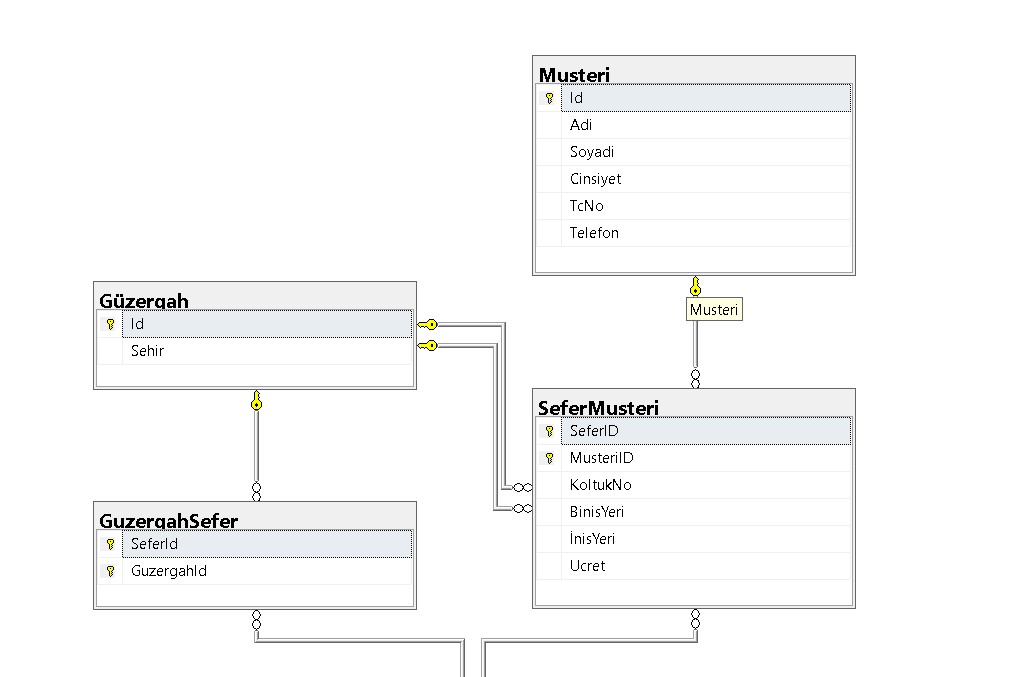 Musteri
Id
Adi
Soyadi
Cinsiyet
TcNo
Telefon
Musteri
Güzergah
Id
Sehir
SeferMusteri
SeferID
MusteriID
KoltukNo
BinisYeri
İnisYeri
Ucret
GuzergahSefer
SeferId
GuzergahId